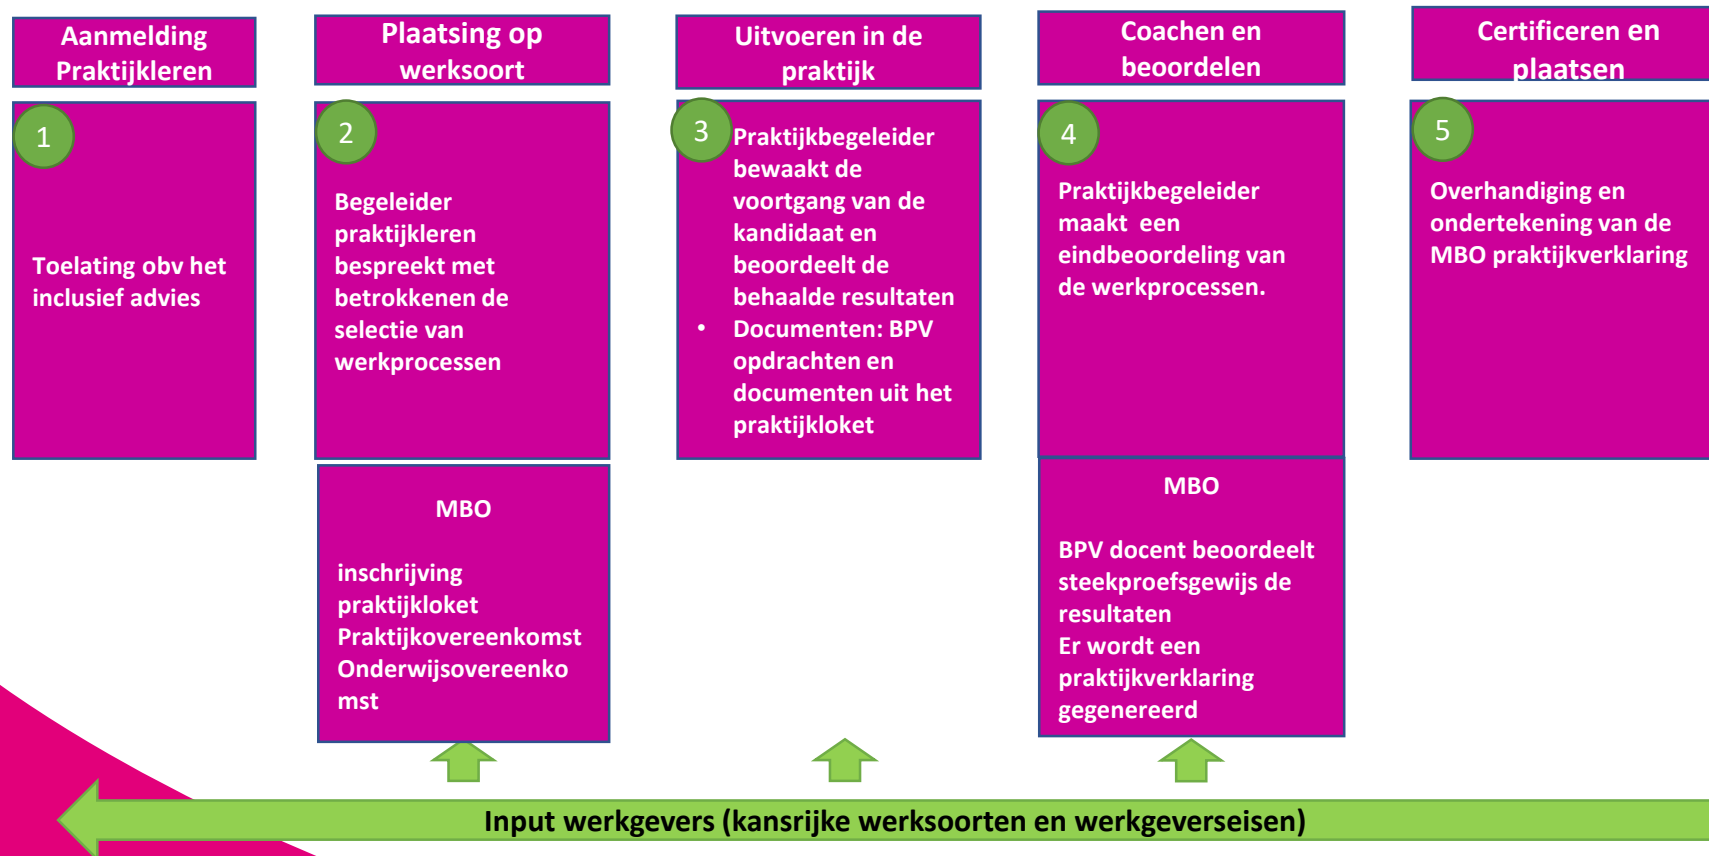 Aanmelding
Praktijkleren
Plaatsing op
werksoort
Uitvoeren in de
praktijk
Coachen en
beoordelen
Certificeren en
plaatsen
1
Toelating obv het
inclusief advies
2
Begeleider
praktijkleren
bespreekt met
betrokkenen de
selectie van
werkprocessen
3
Praktijkbegeleider
bewaakt de
voortgang van de
kandidaat en
beoordeelt de
behaalde resultaten
• Documenten: BPV
opdrachten en
documenten uit het
praktijkloket
4
Praktijkbegeleider
maakt  een
eindbeoordeling van
de werkprocessen.
5
Overhandiging en
ondertekening van de
MBO praktijkverklaring
MBO
inschrijving
praktijkloket
Praktijkovereenkomst
Onderwijsovereenko
mst
MBO
BPV docent beoordeelt
steekproefsgewijs de
resultaten
Er wordt een
praktijkverklaring
gegenereerd
Input werkgevers (kansrijke werksoorten en werkgeverseisen)